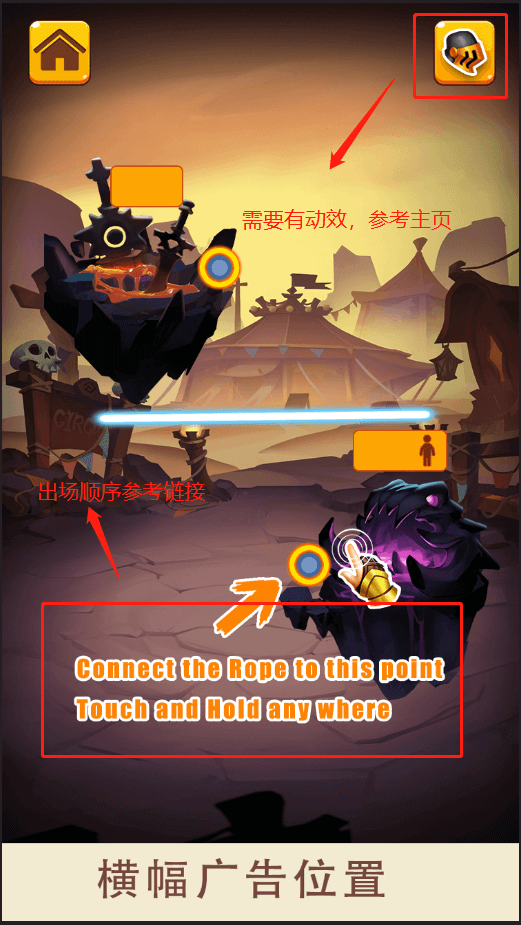 需要有动效，参考主页
CIRC
出场顺序参考链接
Connect the Rope to this point
Touch and Hold any where
横幅广告位置